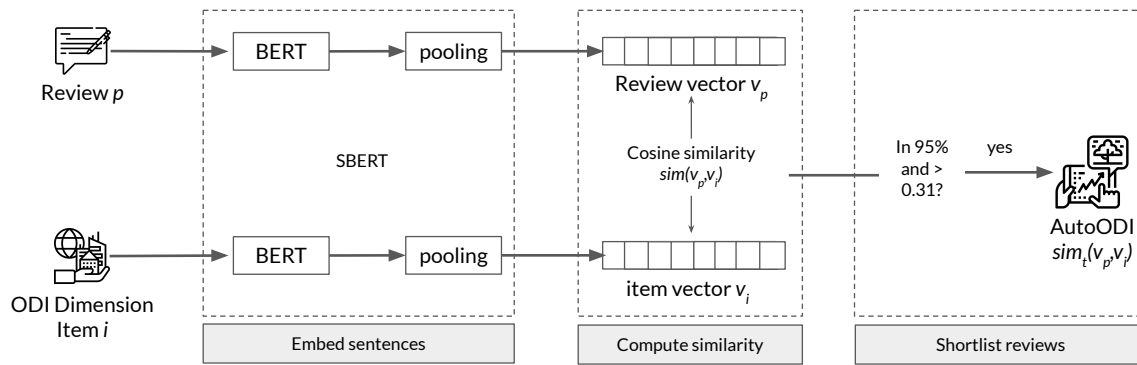 Review p
BERT
pooling
Review vector v_p
SBERT
Cosine similarity
sim(v_p,v_i)
In 95%
and >
0.31?
yes
AutoODI
sim_t(v_p,v_i)
ODI Dimension
Item i
BERT
pooling
item vector v_i
Embed sentences
Compute similarity
Shortlist reviews